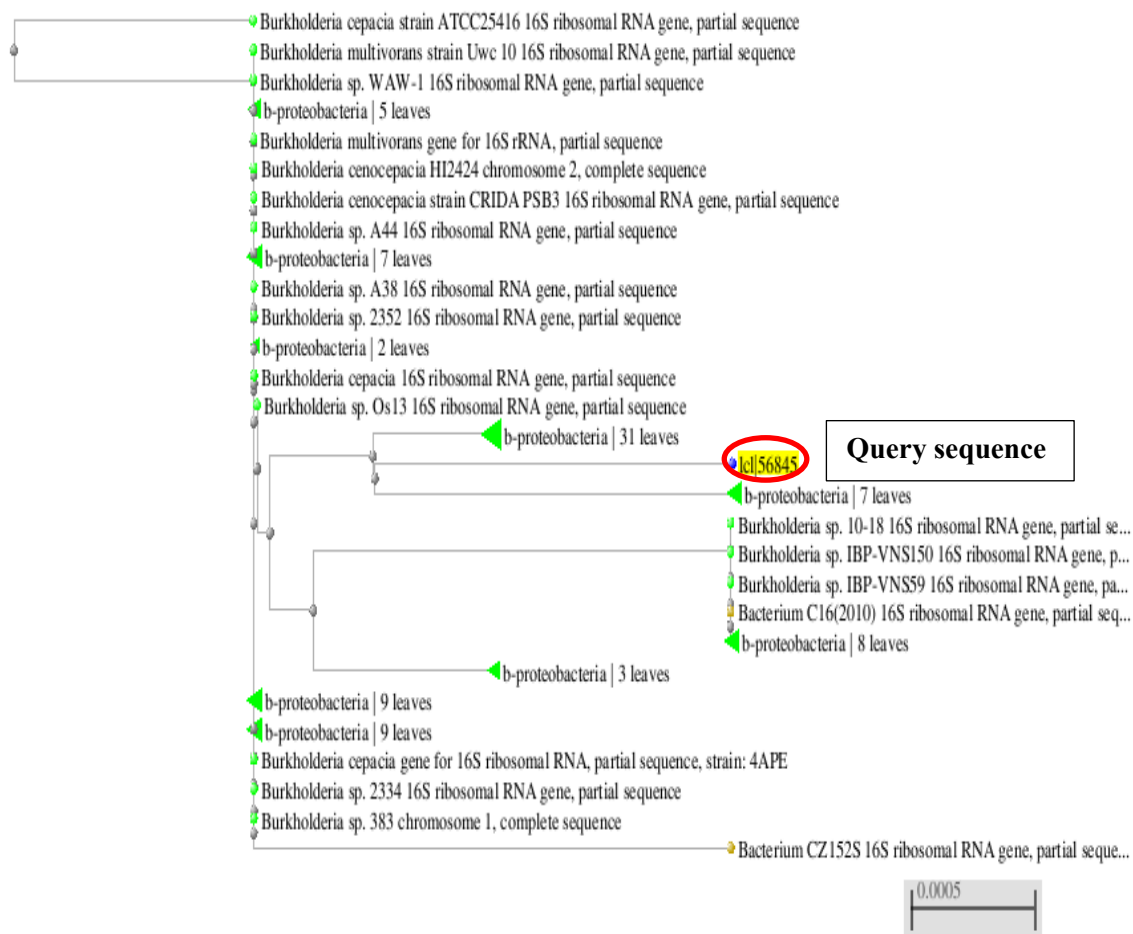 Burkholderia cepacia strain ATCC25416 16S ribosomal RNA gene, partial sequence
Burkholderia multivorans strain Uwc 10 16S ribosomal RNA gene, partial sequence
Burkholderia sp. WAW-1 16S ribosomal RNA gene, partial sequence
b-proteobacteria | 5 leaves
Burkholderia multivorans gene for 16S rRNA, partial sequence
Burkholderia cenocepacia HI2424 chromosome 2, complete sequence
Burkholderia cenocepacia strain CRIDA PSB3 16S ribosomal RNA gene, partial sequence
Burkholderia sp. A44 16S ribosomal RNA gene, partial sequence
b-proteobacteria | 7 leaves
Burkholderia sp. A38 16S ribosomal RNA gene, partial sequence
Burkholderia sp. 2352 16S ribosomal RNA gene, partial sequence
b-proteobacteria | 2 leaves
Burkholderia cepacia 16S ribosomal RNA gene, partial sequence
Burkholderia sp. Os13 16S ribosomal RNA gene, partial sequence
b-proteobacteria | 31 leaves
lcl|56845
Query sequence
b-proteobacteria | 7 leaves
Burkholderia sp. 10-18 16S ribosomal RNA gene, partial se...
Burkholderia sp. IBP-VNS150 16S ribosomal RNA gene, p...
Burkholderia sp. IBP-VNS59 16S ribosomal RNA gene, pa...
Bacterium C16(2010) 16S ribosomal RNA gene, partial seq...
b-proteobacteria | 8 leaves
b-proteobacteria | 3 leaves
b-proteobacteria | 9 leaves
b-proteobacteria | 9 leaves
Burkholderia cepacia gene for 16S ribosomal RNA, partial sequence, strain: 4APE
Burkholderia sp. 2334 16S ribosomal RNA gene, partial sequence
Burkholderia sp. 383 chromosome 1, complete sequence
Bacterium CZ152S 16S ribosomal RNA gene, partial seque...
0.0005